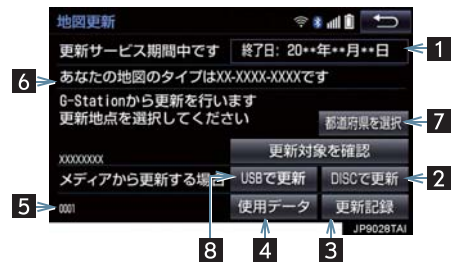 地図更新
更新サービス期間中です 終了日: 20**年**月**日 1
6 あなたの地図のタイプはXX-XXXX-XXXXです
G-Stationから更新を行います
更新地点を選択してください 都道府県を選択 7
更新対象を確認
XXXXXXXX
メディアから更新する場合 USBで更新 DISCで更新 2
5 0001 使用データ 更新記録
JP9028TAI
8 4 3